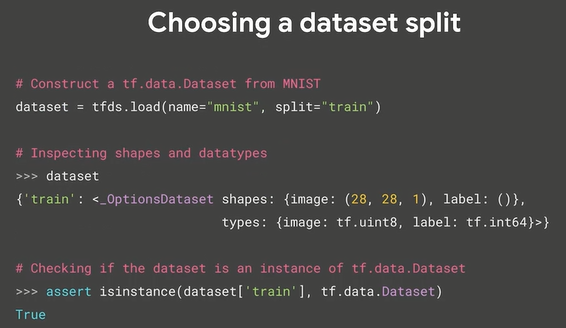 Choosing a dataset split
# Construct a tf.data.Dataset from MNIST
dataset = tfds.load(name="mnist", split="train")
# Inspecting shapes and datatypes
>>> dataset
{'train': <_OptionsDataset shapes: {image: (28, 28, 1), label: ()},
types: {image: tf.uint8, label: tf.int64}>}
# Checking if the dataset is an instance of tf.data.Dataset
>>> assert isinstance(dataset['train'], tf.data.Dataset)
True